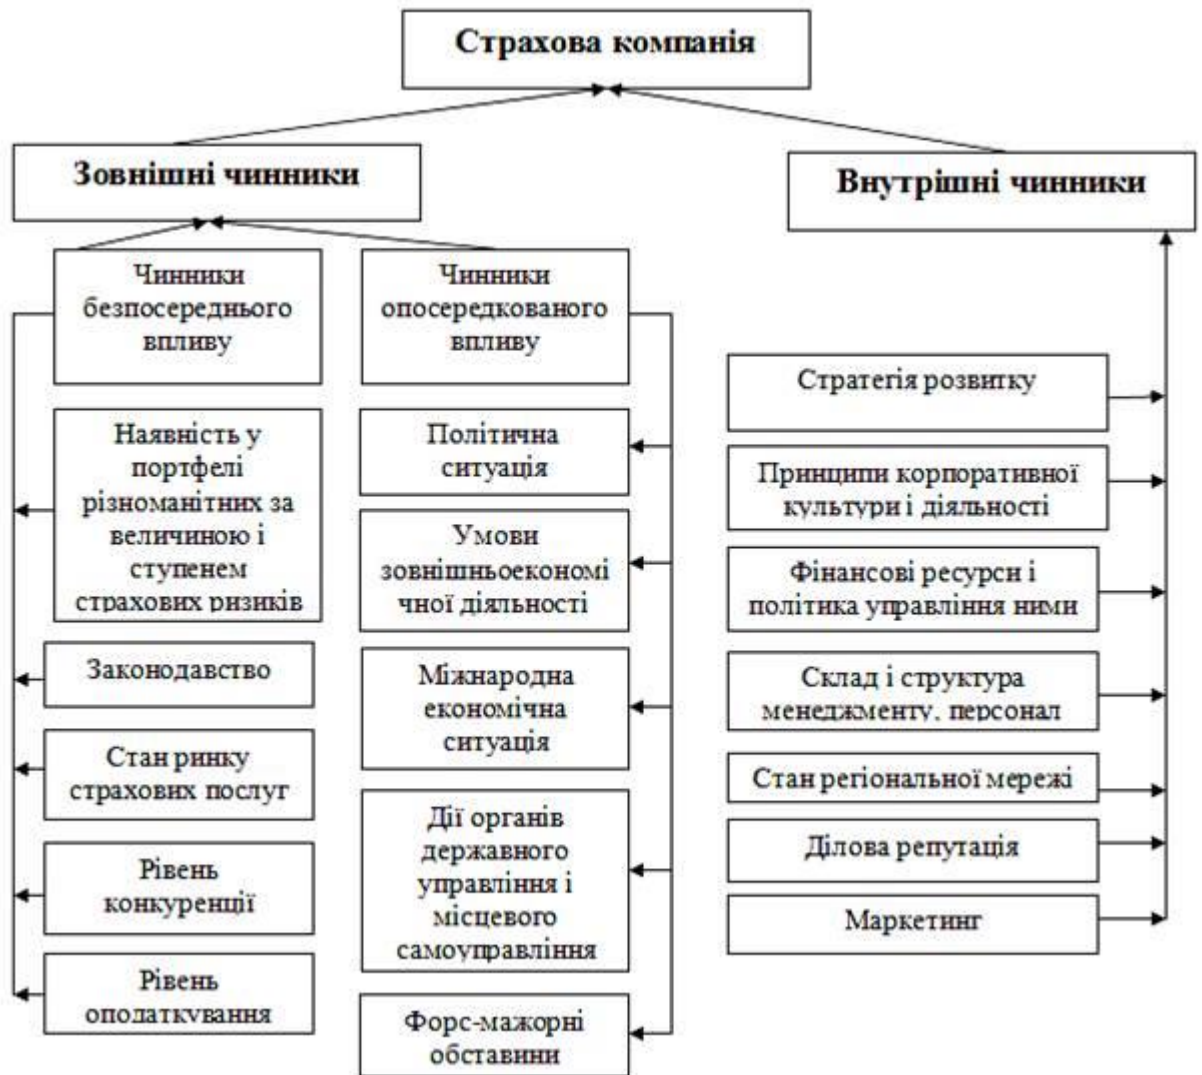 Страхова компанія
Зовнішні чинники
Внутрішні чинники
Чинники
безпосереднього
впливу
Чинники
опосередкованого
впливу
Наявність у
портфелі
різноманітних за
величиною і
ступенем
страхових ризиків
Законодавство
Стан ринку
страхових послуг
Рівень
конкуренції
Рівень
оподаткування
Політична
ситуація
Умови
зовнішньоекономі
чної діяльності
Міжнародна
економічна
ситуація
Дії органів
державного
управління і
місцевого
самоуправління
Форс-мажорні
обставини
Стратегія розвитку
Принципи корпоративної
культури і діяльності
Фінансові ресурси і
політика управління ними
Склад і структура
менеджменту, персонал
Стан регіональної мережі
Ділова репутація
Маркетинг